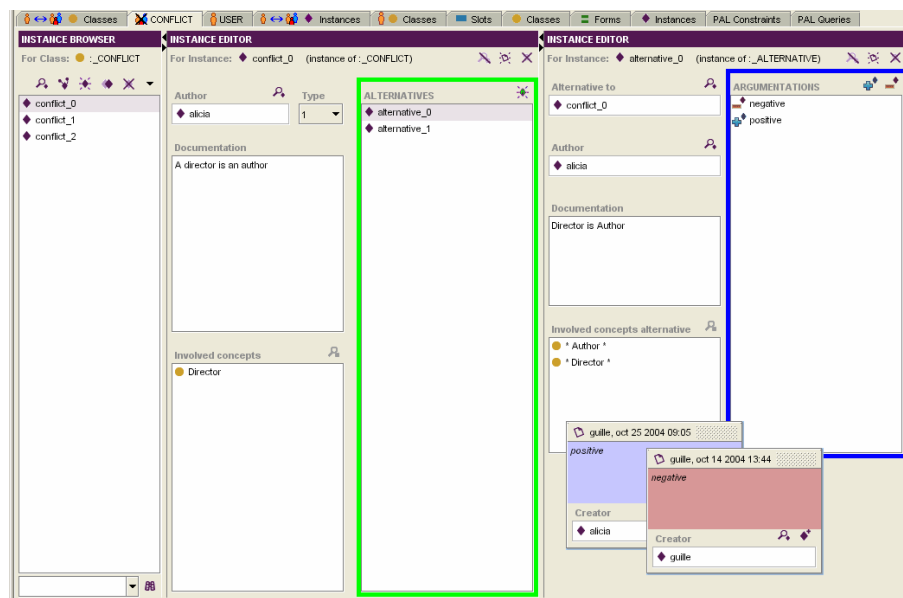 Classes CONFLICT USER Instances Classes Slots Classes Forms Instances PAL Constraints PAL Queries
INSTANCE BROWSER
For Class: :_CONFLICT
conflict_0
conflict_1
conflict_2
INSTANCE EDITOR
For Instance: conflict_0 (instance of :_CONFLICT)
Author
alicia
Type
1
Documentation
A director is an author
Involved concepts
Director
ALTERNATIVES
alternative_0
alternative_1
INSTANCE EDITOR
For Instance: alternative_0 (instance of :_ALTERNATIVE)
Alternative to
conflict_0
Author
alicia
Documentation
Director is Author
Involved concepts alternative
* Author *
* Director *
ARGUMENTATIONS
negative
positive
guille, oct 25 2004 09:05
positive
Creator
alicia
guille, oct 14 2004 13:44
negative
Creator
guille